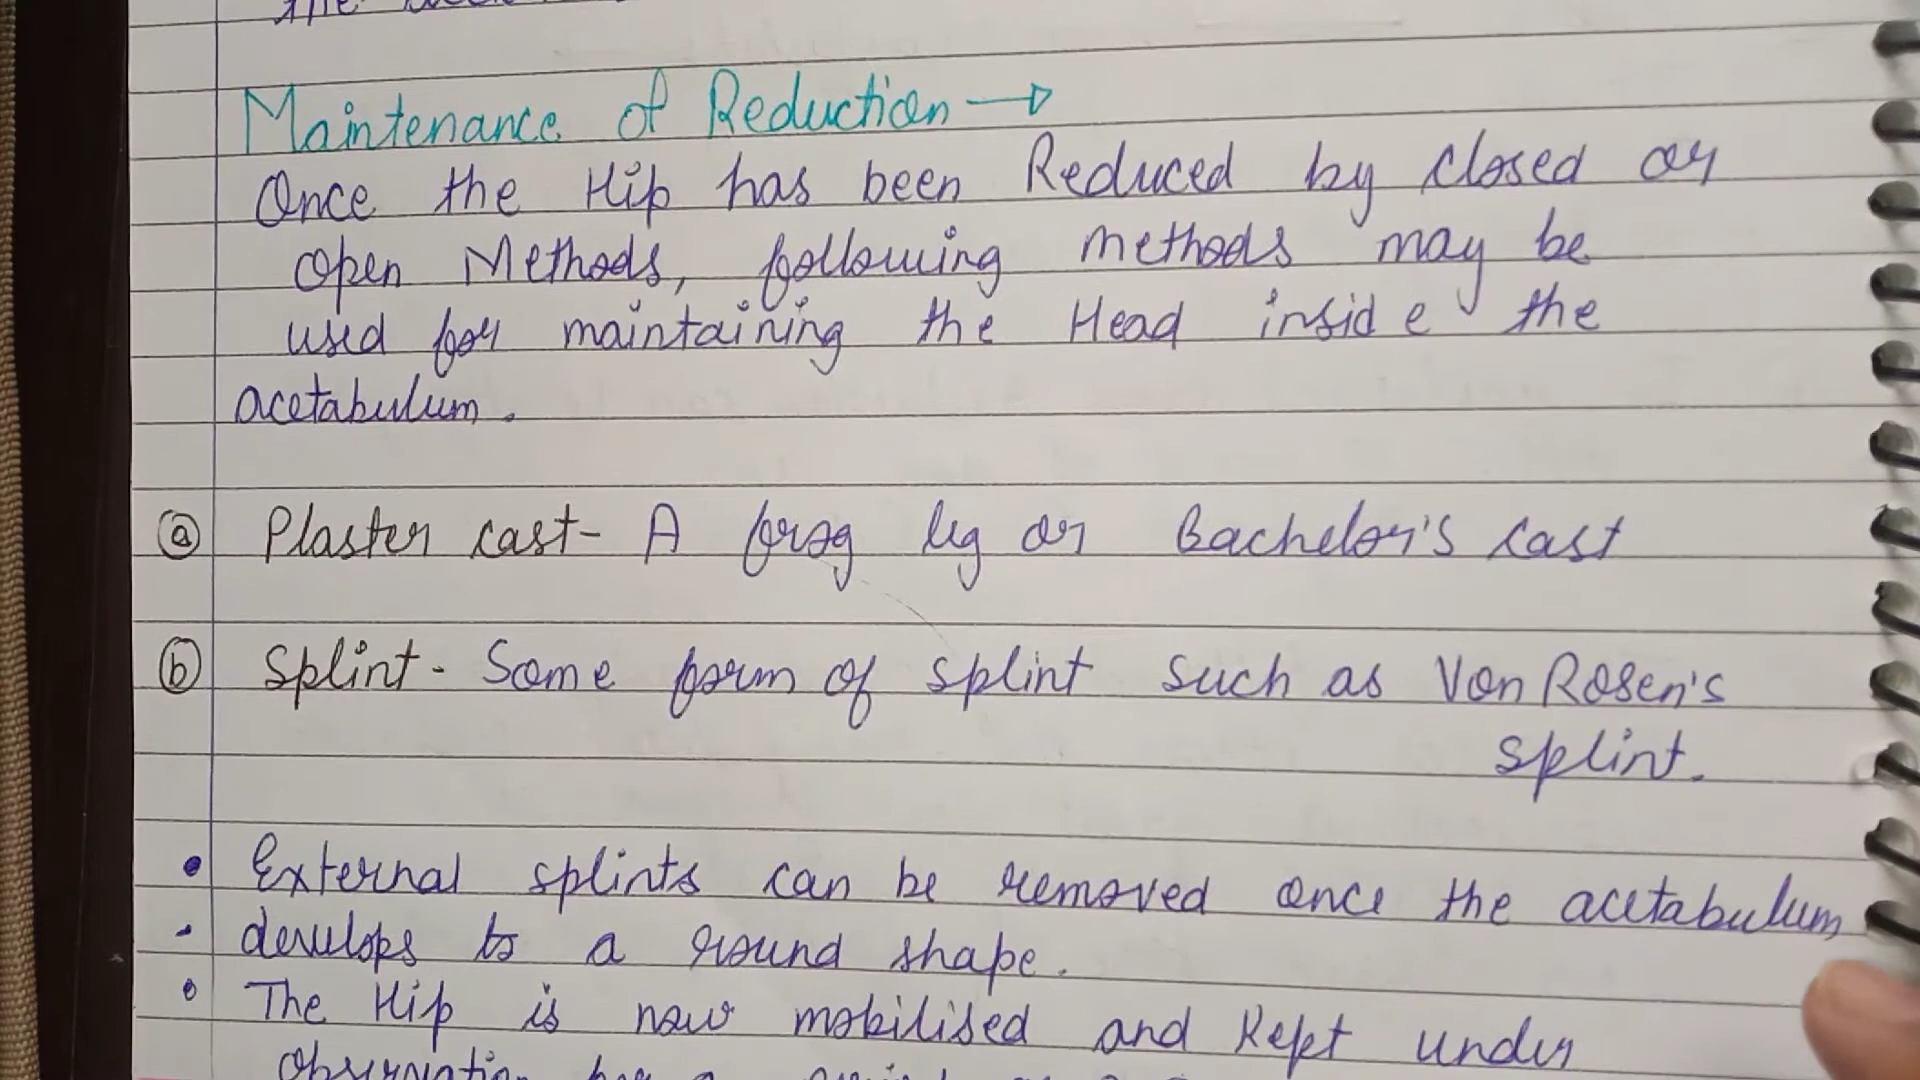 the
Maintenance of Reduction →
Once the Hip has been Reduced by closed or
open Methods, following methods may be
used for maintaining the Head inside the
acetabulum.
ⓐ Plaster cast - A frog leg or Bachelor's cast
ⓑ Splint - Some form of splint such as Von Rosen's
splint.
• External splints can be removed once the acetabulum
• develops to a round shape.
• The Hip is now mobilised and Kept under
observation for a